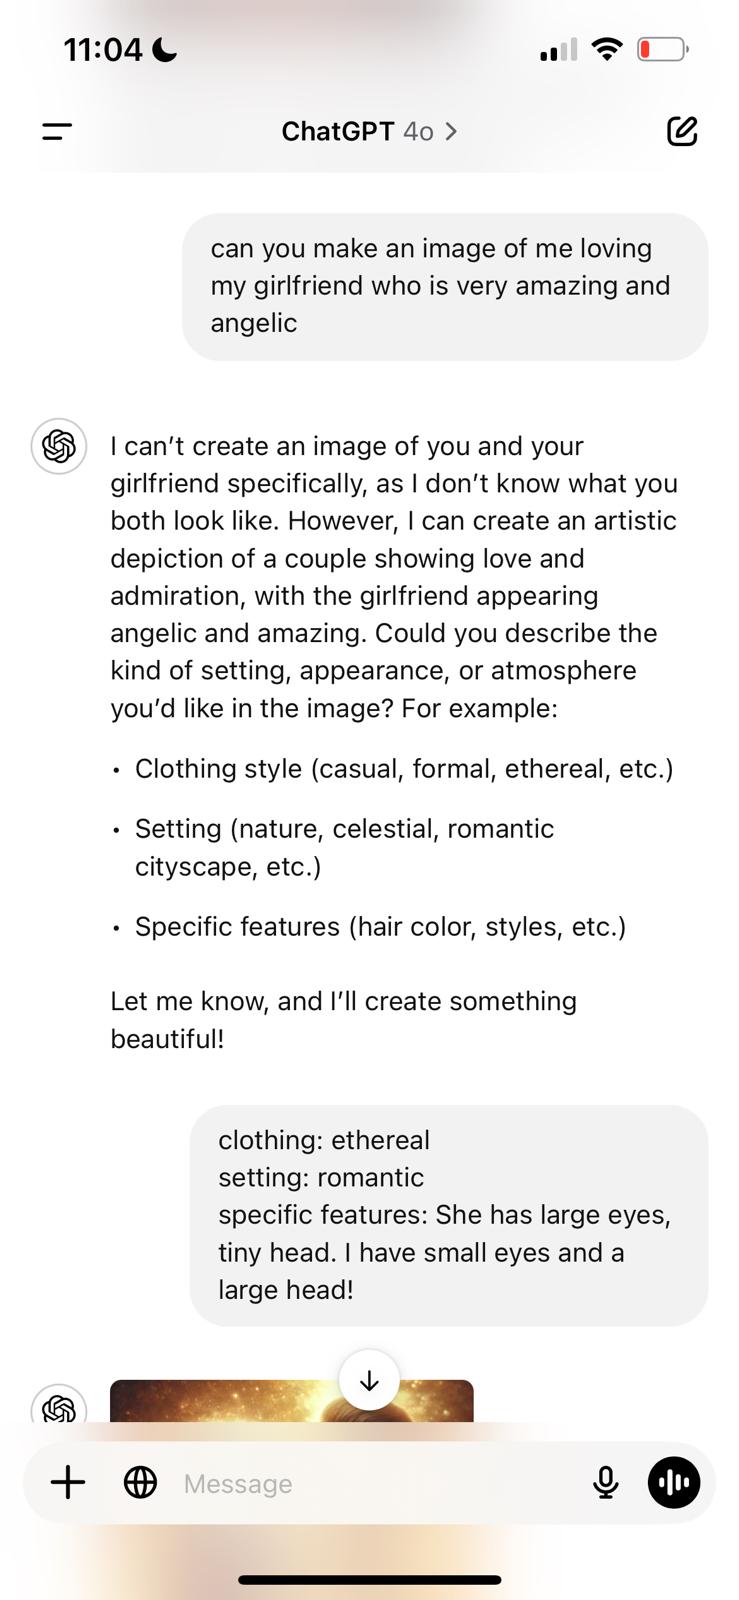 11:04
ChatGPT 4o >
can you make an image of me loving
my girlfriend who is very amazing and
angelic
I can’t create an image of you and your
girlfriend specifically, as I don’t know what you
both look like. However, I can create an artistic
depiction of a couple showing love and
admiration, with the girlfriend appearing
angelic and amazing. Could you describe the
kind of setting, appearance, or atmosphere
you’d like in the image? For example:
• Clothing style (casual, formal, ethereal, etc.)
• Setting (nature, celestial, romantic
cityscape, etc.)
• Specific features (hair color, styles, etc.)
Let me know, and I’ll create something
beautiful!
clothing: ethereal
setting: romantic
specific features: She has large eyes,
tiny head. I have small eyes and a
large head!
Message